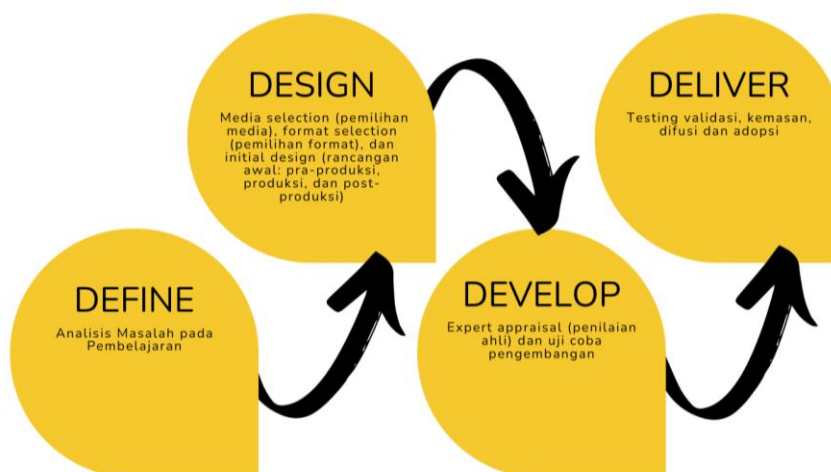 DEFINE
Analisis Masalah pada
Pembelajaran
DESIGN
Media selection (pemilihan
media), format selection
(pemilihan format), dan
initial design (rancangan
awal: pra-produksi,
produksi, dan post-
produksi)
DEVELOP
Expert appraisal (penilaian
ahli) dan uji coba
pengembangan
DELIVER
Testing validasi, kemasan,
difusi dan adopsi